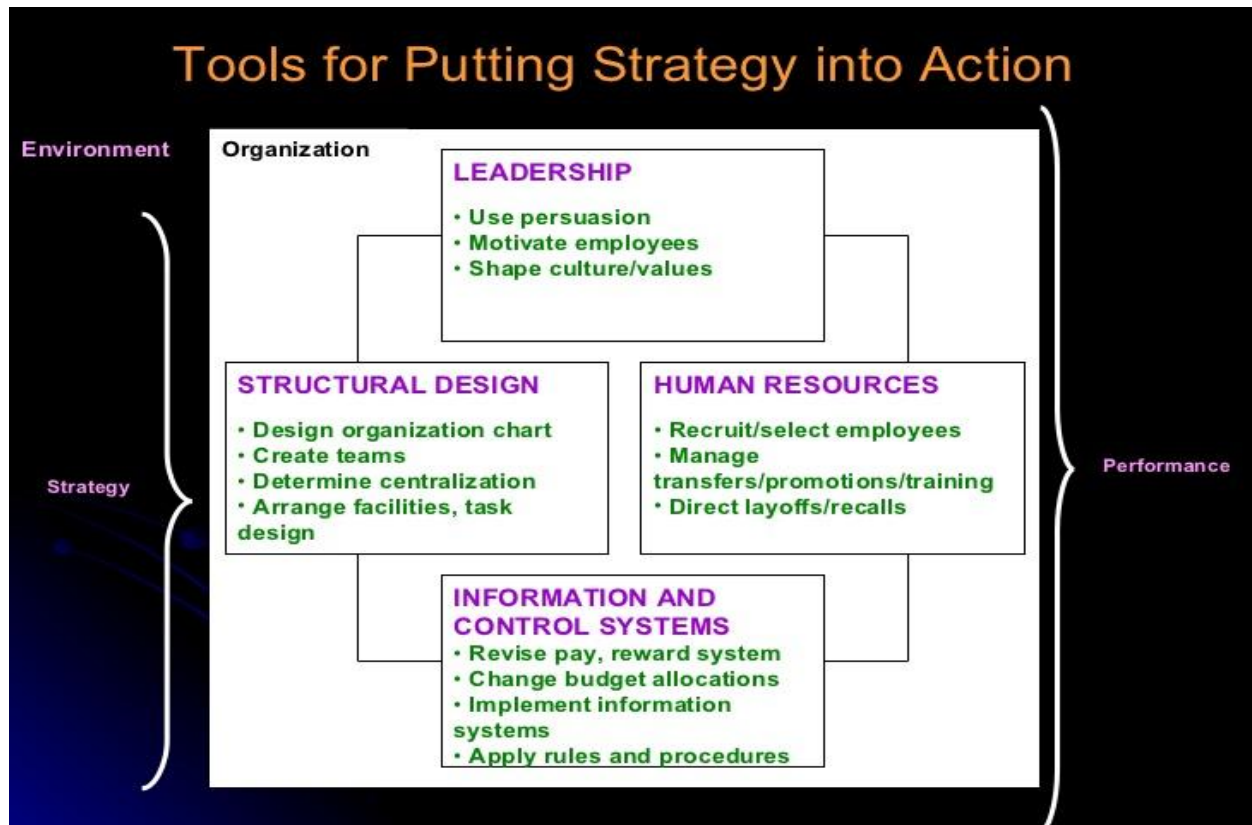 Tools for Putting Strategy into Action
Environment
Organization
LEADERSHIP
• Use persuasion
• Motivate employees
• Shape culture/values
STRUCTURAL DESIGN
• Design organization chart
• Create teams
• Determine centralization
• Arrange facilities, task
design
HUMAN RESOURCES
• Recruit/select employees
• Manage
transfers/promotions/training
• Direct layoffs/recalls
Strategy
Performance
INFORMATION AND
CONTROL SYSTEMS
• Revise pay, reward system
• Change budget allocations
• Implement information
systems
• Apply rules and procedures